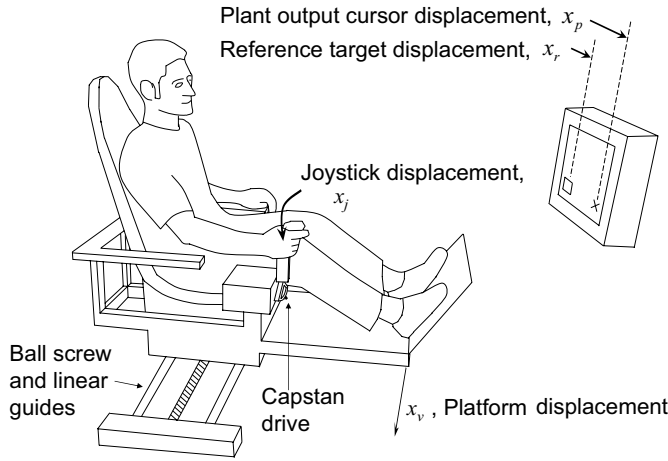 Plant output cursor displacement, x_p
Reference target displacement, x_r
Joystick displacement,
x_j
Ball screw
and linear
guides
Capstan
drive
x_v , Platform displacement